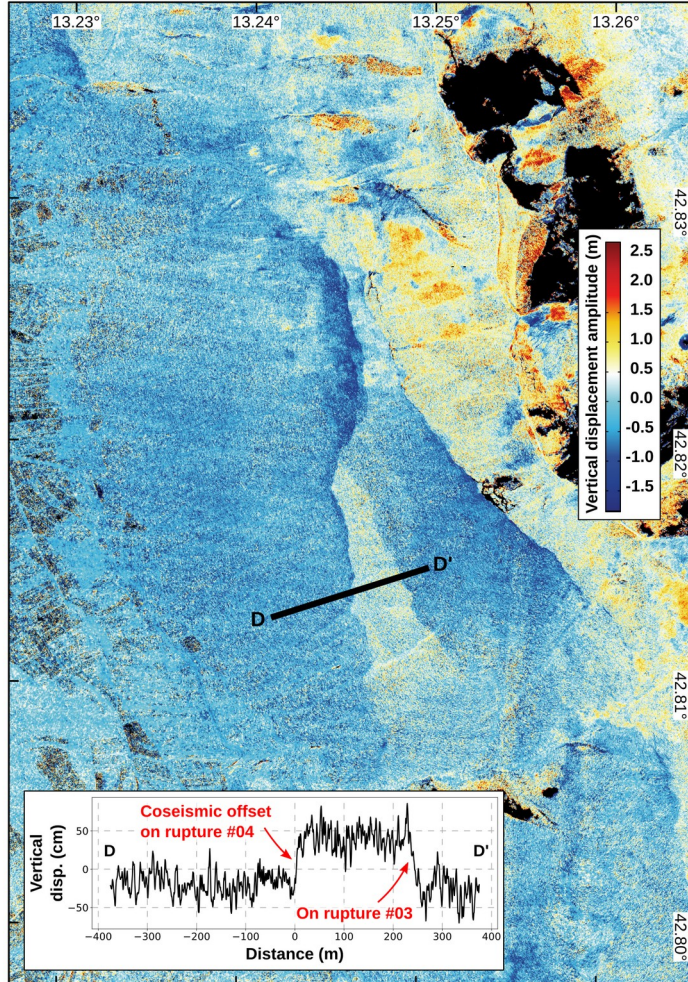 13.23 13.24 13.25° 13.26°
42.83°
Vertical displacement amplitude (m)
2.5
2.0
1.5
1.0
0.5
0.0
-0.5
-1.0
-1.5
42.82°
D
D'
42.81°
42.80°
Coseismic offset
on rupture #04
D
D'
On rupture #03
Vertical
disp. (cm)
50
0
−50
−400 −300 −200 −100 0 100 200 300 400
Distance (m)